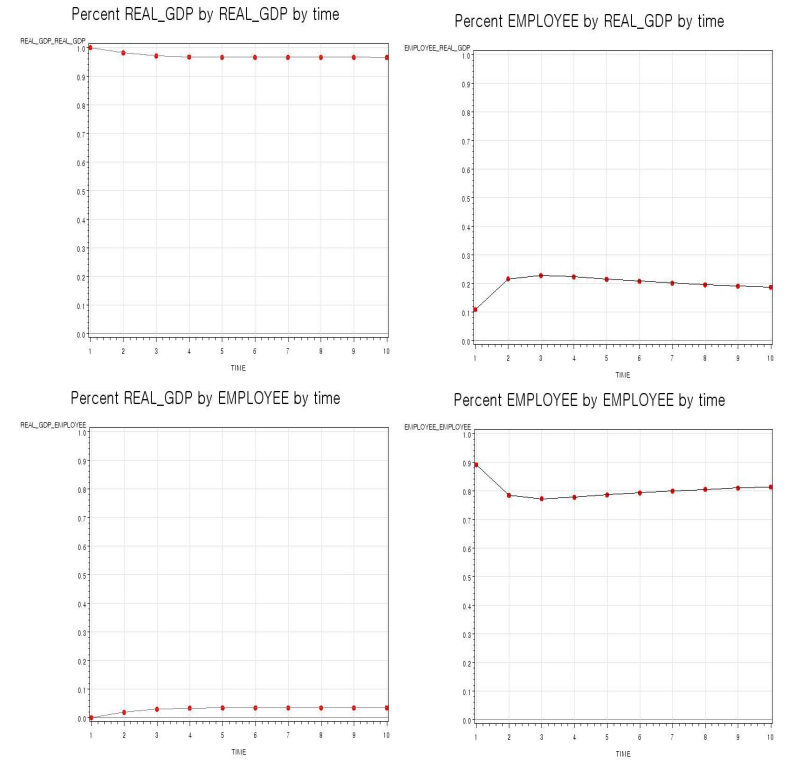 Percent REAL_GDP by REAL_GDP by time
REAL_GDP_REAL_GDP
1.0
0.9
0.8
0.7
0.6
0.5
0.4
0.3
0.2
0.1
0.0
1 2 3 4 5 6 7 8 9 10
TIME
Percent EMPLOYEE by REAL_GDP by time
EMPLOYEE_REAL_GDP
1.0
0.9
0.8
0.7
0.6
0.5
0.4
0.3
0.2
0.1
0.0
1 2 3 4 5 6 7 8 9 10
TIME
Percent REAL_GDP by EMPLOYEE by time
REAL_GDP_EMPLOYEE
1.0
0.9
0.8
0.7
0.6
0.5
0.4
0.3
0.2
0.1
0.0
1 2 3 4 5 6 7 8 9 10
TIME
Percent EMPLOYEE by EMPLOYEE by time
EMPLOYEE_EMPLOYEE
1.0
0.9
0.8
0.7
0.6
0.5
0.4
0.3
0.2
0.1
0.0
1 2 3 4 5 6 7 8 9 10
TIME